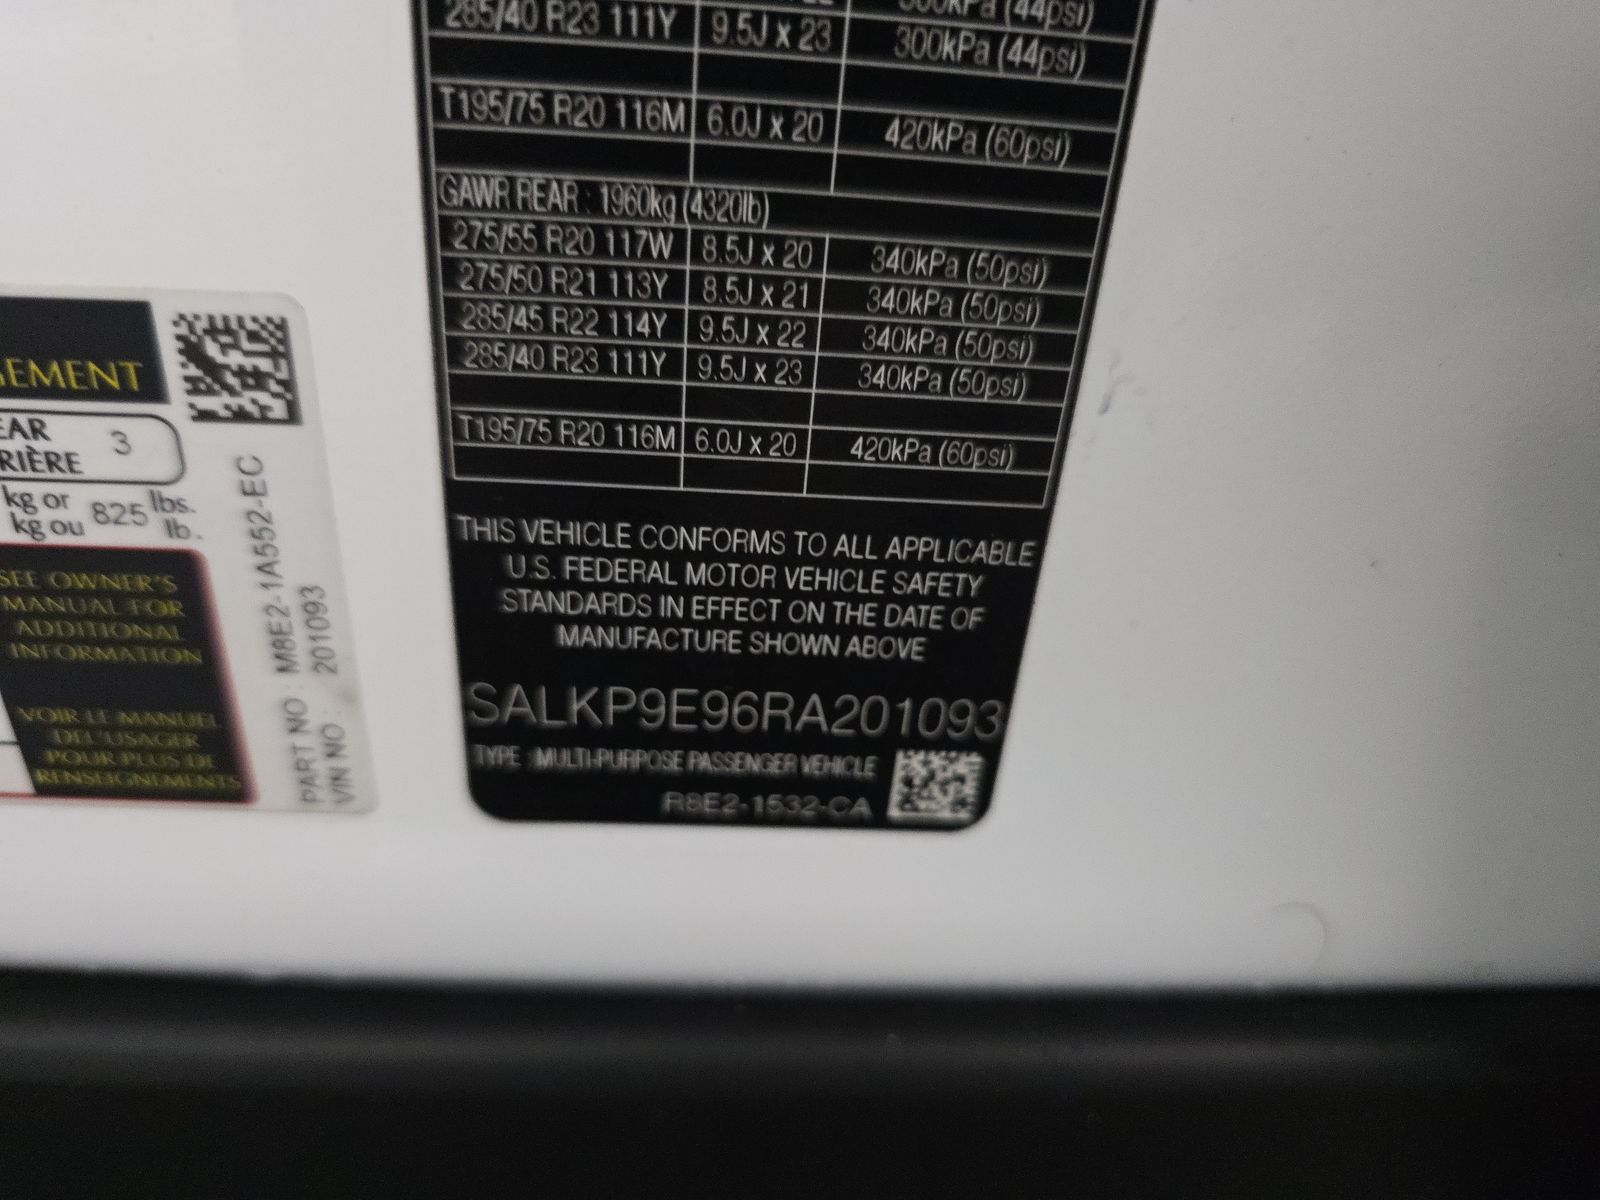 GEMENT
EAR
RIÈRE
3
kg or
kg ou
825
lbs.
lb.
SEE OWNER'S
MANUAL FOR
ADDITIONAL
INFORMATION
VOIR LE MANUEL
DE L'USAGER
POUR PLUS DE
RENSEIGNEMENTS
PART NO : M8E2-1A552-EC
VIN NO : 201093
300kPa (44psi)
285/40 R23 111Y 9.5J x 23 300kPa (44psi)
T195/75 R20 116M 6.0J x 20 420kPa (60psi)
GAWR REAR : 1960kg (4320lb)
275/55 R20 117W 8.5J x 20 340kPa (50psi)
275/50 R21 113Y 8.5J x 21 340kPa (50psi)
285/45 R22 114Y 9.5J x 22 340kPa (50psi)
285/40 R23 111Y 9.5J x 23 340kPa (50psi)
T195/75 R20 116M 6.0J x 20 420kPa (60psi)
THIS VEHICLE CONFORMS TO ALL APPLICABLE
U.S. FEDERAL MOTOR VEHICLE SAFETY
STANDARDS IN EFFECT ON THE DATE OF
MANUFACTURE SHOWN ABOVE
SALKP9E96RA201093
TYPE : MULTI-PURPOSE PASSENGER VEHICLE
R8E2-1532-CA